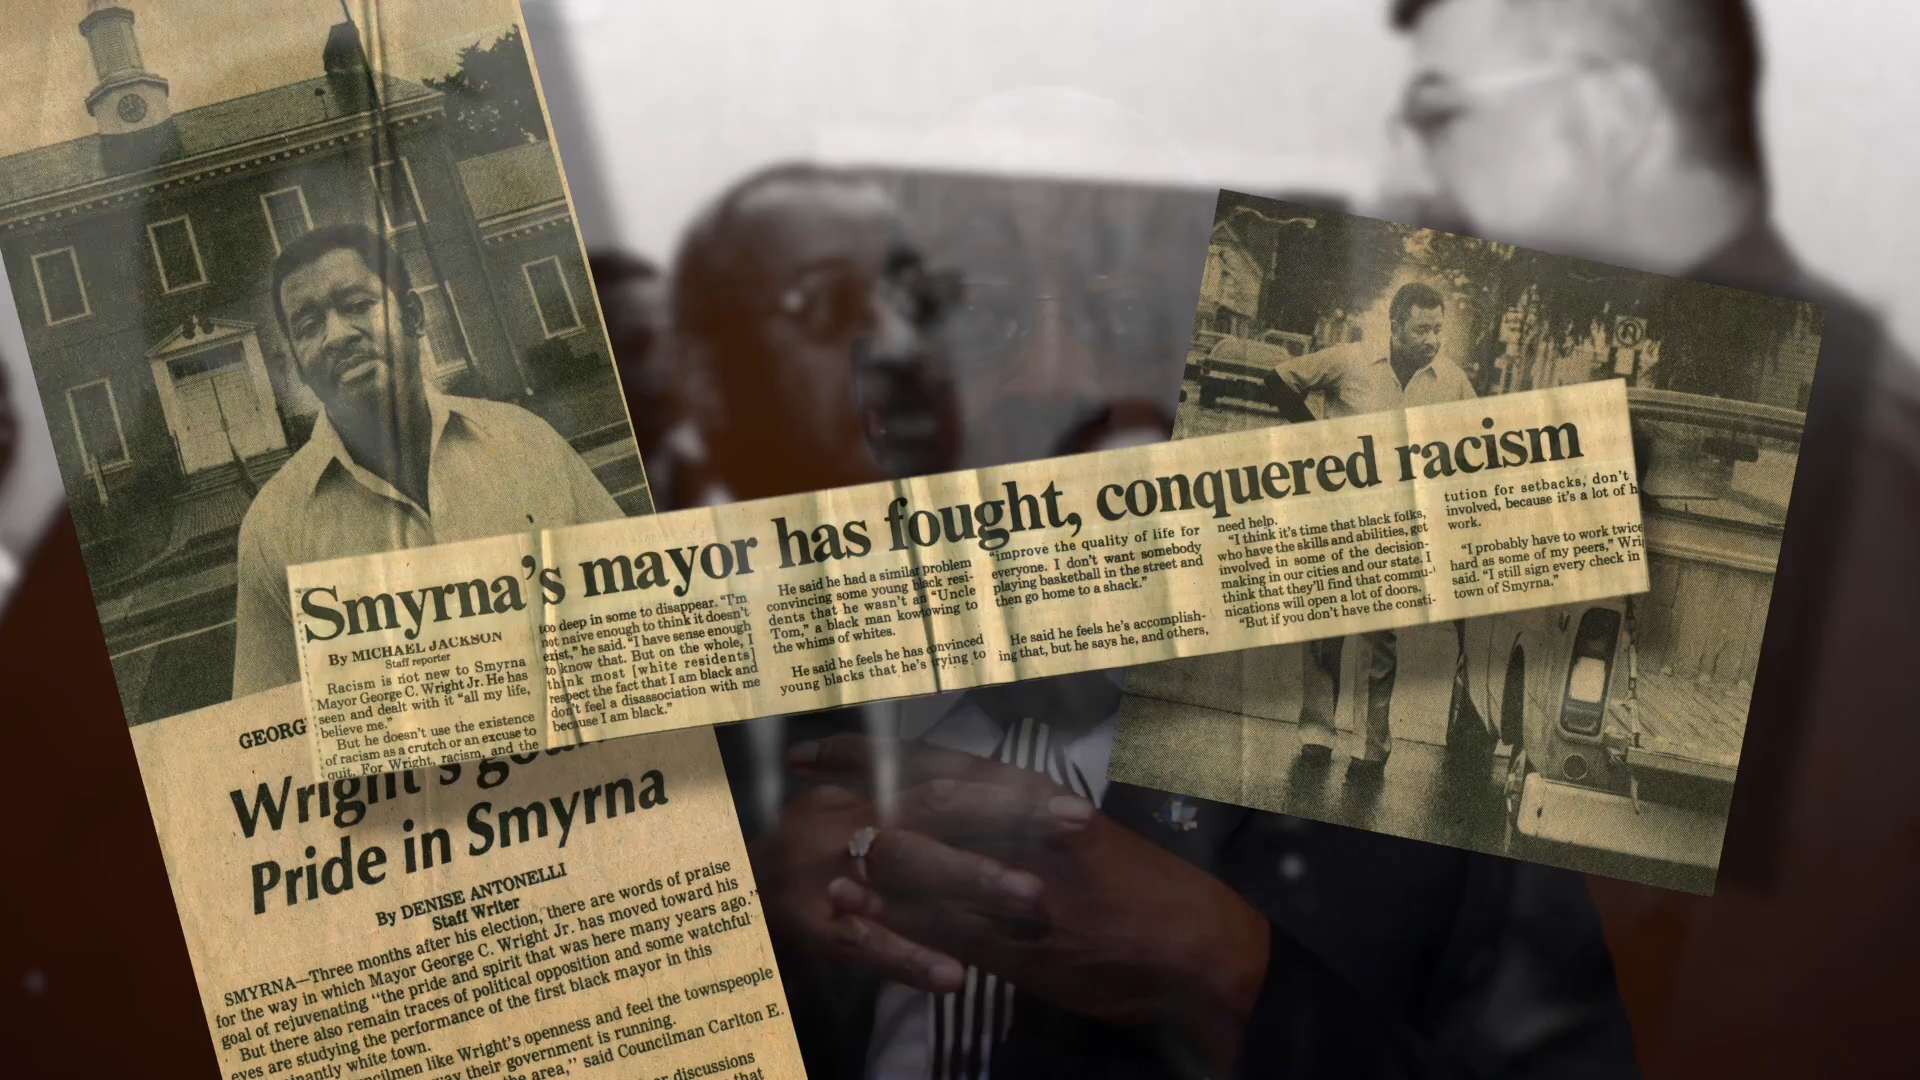 Smyrna's mayor has fought, conquered racism
By MICHAEL JACKSON
Staff reporter
Racism is not new to Smyrna
Mayor George C. Wright Jr. He has
seen and dealt with it "all my life,
believe me."
But he doesn't use the existence
of racism as a crutch or an excuse to
quit. For Wright, racism, and the
too deep in some to disappear. "I'm
not naive enough to think it doesn't
exist," he said. "I have sense enough
to know that. But on the whole, I
think most [white residents]
respect the fact that I am black and
don't feel a disassociation with me
because I am black."
He said he had a similar problem
convincing some young black resi-
dents that he wasn't an "Uncle
Tom," a black man kowtowing to
the whims of whites.
He said he feels he has convinced
young blacks that he's trying to
"improve the quality of life for
everyone. I don't want somebody
playing basketball in the street and
then go home to a shack."
He said he feels he's accomplish-
ing that, but he says he, and others,
need help.
"I think it's time that black folks,
who have the skills and abilities, get
involved in some of the decision-
making in our cities and our state. I
think that they'll find that commu-
nications will open a lot of doors.
"But if you don't have the consti-
tution for setbacks, don't
involved, because it's a lot of h
work.
"I probably have to work twice
hard as some of my peers," Wri
said. "I still sign every check in
town of Smyrna."
GEORG
Wright's
Pride in Smyrna
By DENISE ANTONELLI
Staff Writer
SMYRNA—Three months after his election, there are words of praise
for the way in which Mayor George C. Wright Jr. has moved toward his
goal of rejuvenating "the pride and spirit that was here many years ago."
But there also remain traces of political opposition and some watchful
eyes are studying the performance of the first black mayor in this
inantly white town.
ncilmen like Wright's openness and feel the townspeople
way their government is running.
the area," said Councilman Carlton E.
discussions
that